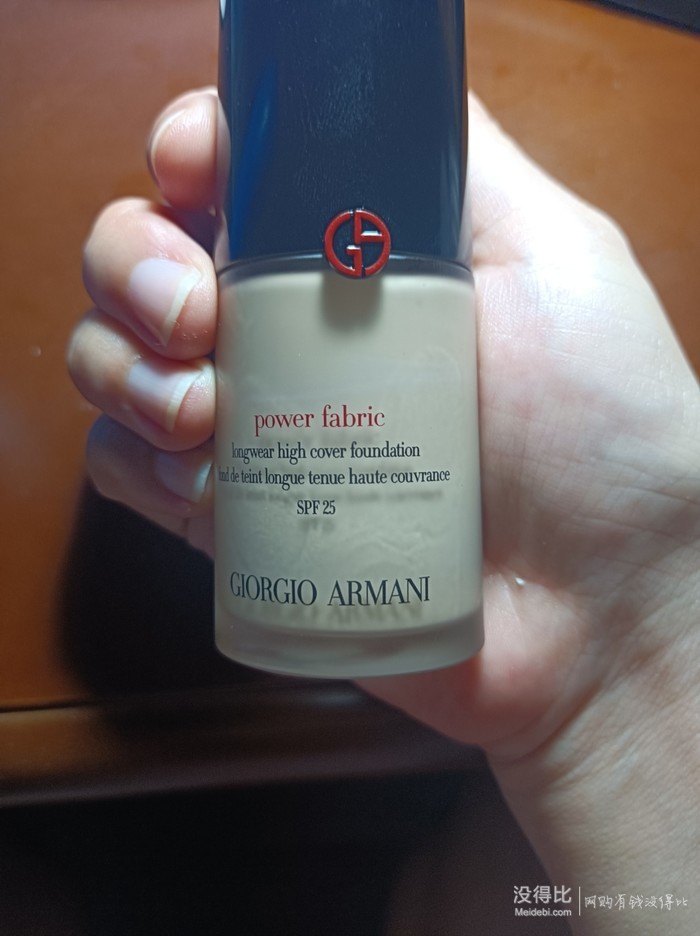 power fabric
longwear high cover foundation
de teint longue tenue haute couvrance
SPF 25
GIORGIO ARMANI
没得比
Meidebi.com
网购有钱没得比